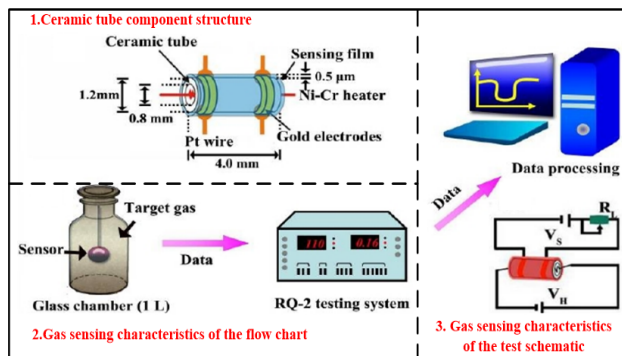 1.Ceramic tube component structure
Ceramic tube
Sensing film
0.5 μm
1.2mm
0.8 mm
Ni-Cr heater
Pt wire
Gold electrodes
4.0 mm
Target gas
Sensor
Data
110
0.16
Glass chamber (1 L)
RQ-2 testing system
2.Gas sensing characteristics of the flow chart
Data processing
Data
R_L
V_S
V_H
3. Gas sensing characteristics
of the test schematic